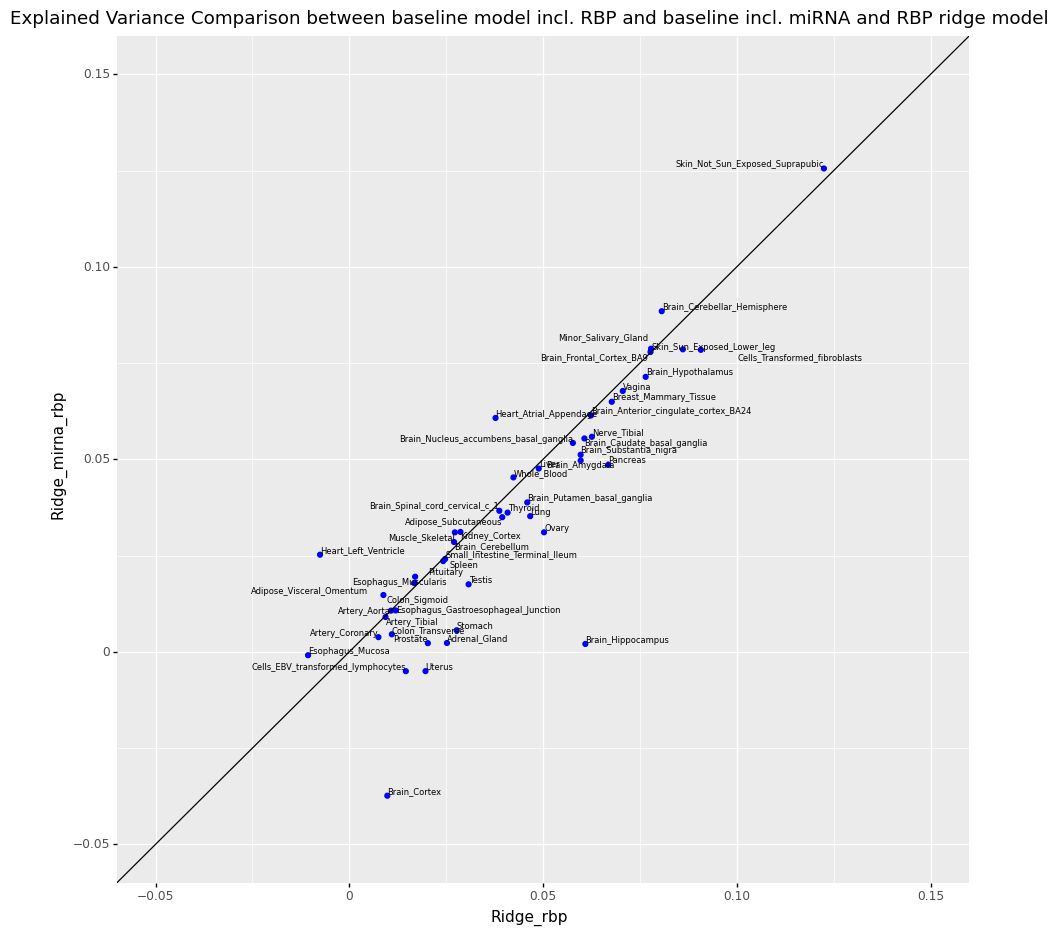 Explained Variance Comparison between baseline model incl. RBP and baseline incl. miRNA and RBP ridge model
0.15
Skin_Not_Sun_Exposed_Suprapubic
0.10
Brain_Cerebellar_Hemisphere
Minor_Salivary_Gland
Skin_Sun_Exposed_Lower_leg
Brain_Frontal_Cortex_BA9
Cells_Transformed_fibroblasts
Brain_Hypothalamus
Vagina
Breast_Mammary_Tissue
Brain_Anterior_cingulate_cortex_BA24
Heart_Atrial_Appendage
Nerve_Tibial
Brain_Nucleus_accumbens_basal_ganglia
Brain_Caudate_basal_ganglia
Brain_Substantia_nigra
0.05
Pancreas
Liver
Brain_Amygdala
Whole_Blood
Brain_Putamen_basal_ganglia
Brain_Spinal_cord_cervical_c_1
Thyroid
Lung
Adipose_Subcutaneous
Ovary
Kidney_Cortex
Muscle_Skeletal
Brain_Cerebellum
Heart_Left_Ventricle
Small_Intestine_Terminal_Ileum
Spleen
Pituitary
Esophagus_Muscularis
Testis
Adipose_Visceral_Omentum
Colon_Sigmoid
Artery_Aorta
Esophagus_Gastroesophageal_Junction
Artery_Tibial
Stomach
Artery_Coronary
Colon_Transverse
Prostate
Adrenal_Gland
Brain_Hippocampus
0
Esophagus_Mucosa
Cells_EBV_transformed_lymphocytes
Uterus
Brain_Cortex
−0.05
−0.05
0
0.05
0.10
0.15
Ridge_rbp
Ridge_mirna_rbp